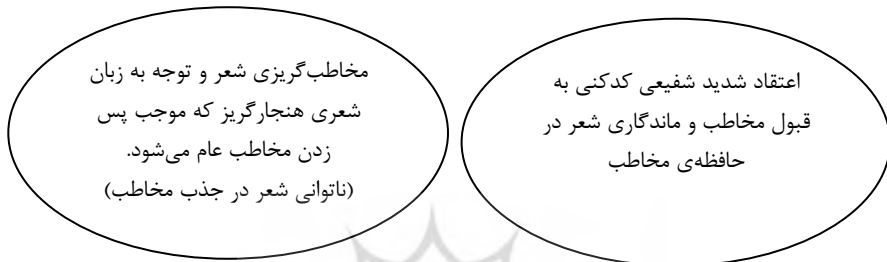 اعتقاد شدید شفیعی کدکنی به
قبول مخاطب و ماندگاری شعر در
حافظه‌ی مخاطب
مخاطب‌گریزی شعر و توجه به زبان
شعری هنجارگریز که موجب پس
زدن مخاطب عام می‌شود.
(ناتوانی شعر در جذب مخاطب)